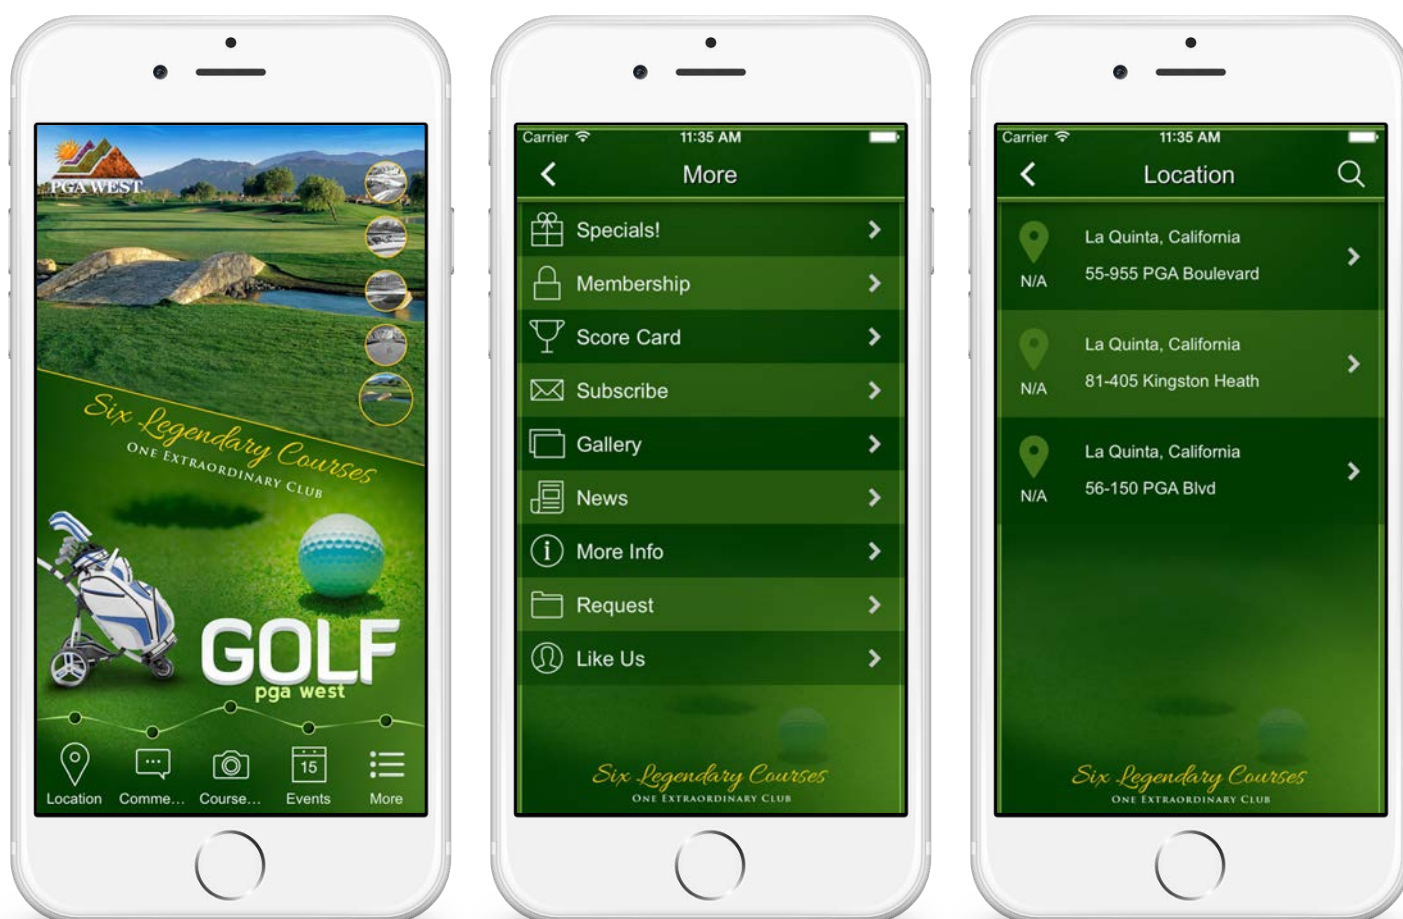 PGA WEST
Six Legendary Courses
ONE EXTRAORDINARY CLUB
GOLF
pga west
15
Location
Comme...
Course...
Events
More
Carrier
11:35 AM
More
Specials!
Membership
Score Card
Subscribe
Gallery
News
More Info
Request
Like Us
Six Legendary Courses
ONE EXTRAORDINARY CLUB
Carrier
11:35 AM
Location
La Quinta, California
N/A
55-955 PGA Boulevard
La Quinta, California
N/A
81-405 Kingston Heath
La Quinta, California
N/A
56-150 PGA Blvd
Six Legendary Courses
ONE EXTRAORDINARY CLUB